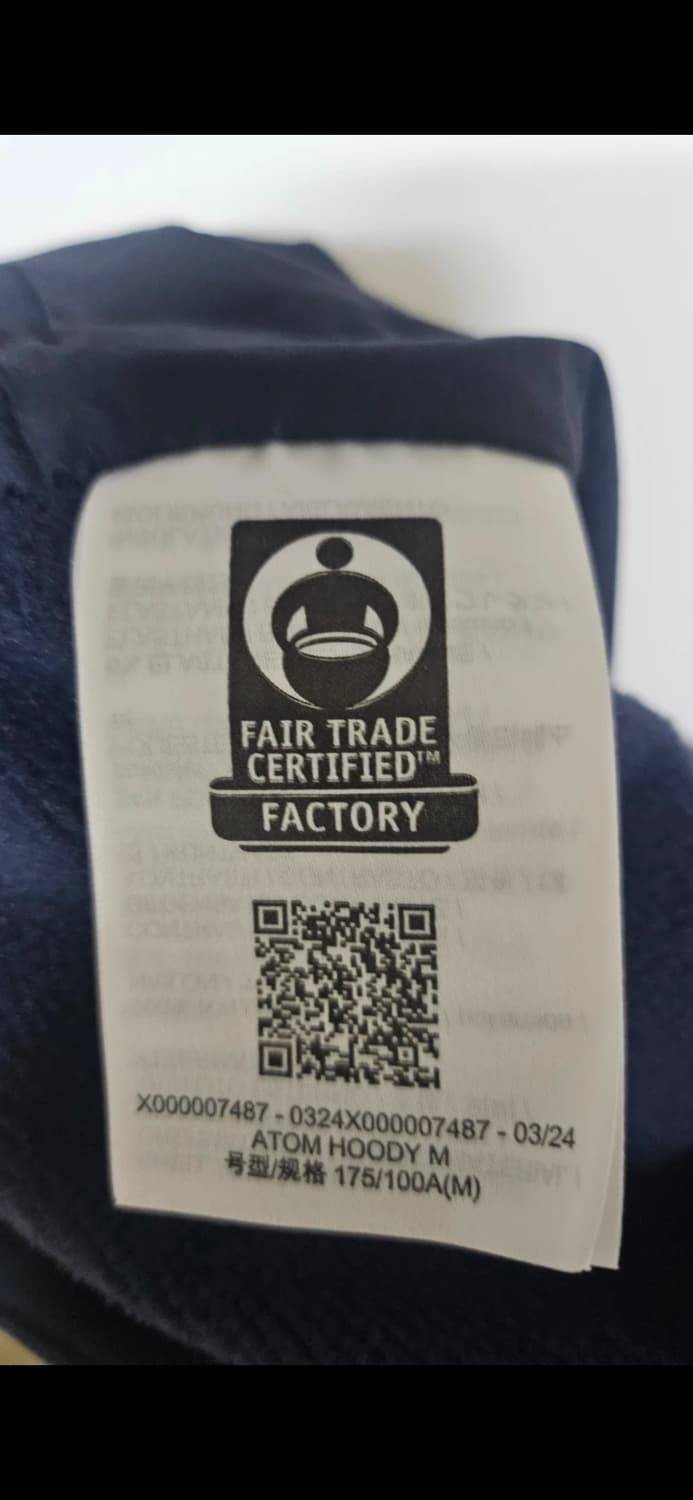 FAIR TRADE
CERTIFIED™
FACTORY
X000007487 - 0324X000007487 - 03/24
ATOM HOODY M
号型/规格 175/100A(M)